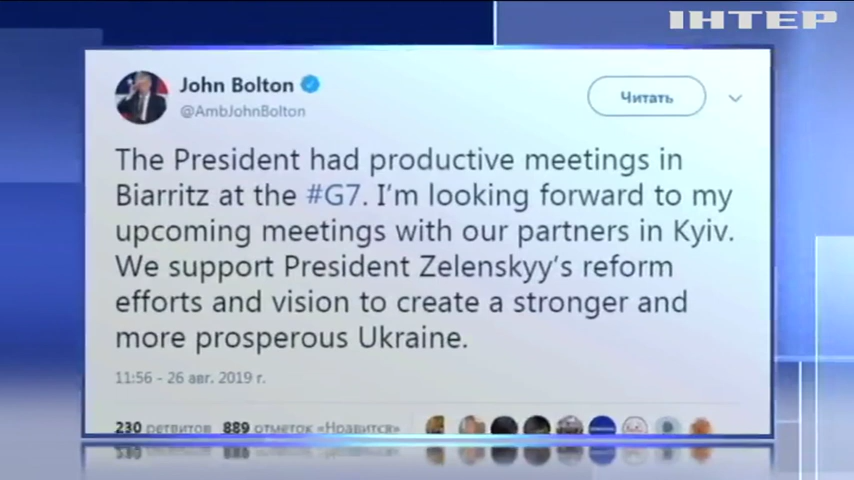 ІНТЕР
John Bolton
@AmbJohnBolton
Читать
The President had productive meetings in
Biarritz at the #G7. I'm looking forward to my
upcoming meetings with our partners in Kyiv.
We support President Zelenskyy's reform
efforts and vision to create a stronger and
more prosperous Ukraine.
11:56 - 26 авг. 2019 г.
230 ретвитов 889 отметок «Нравится»